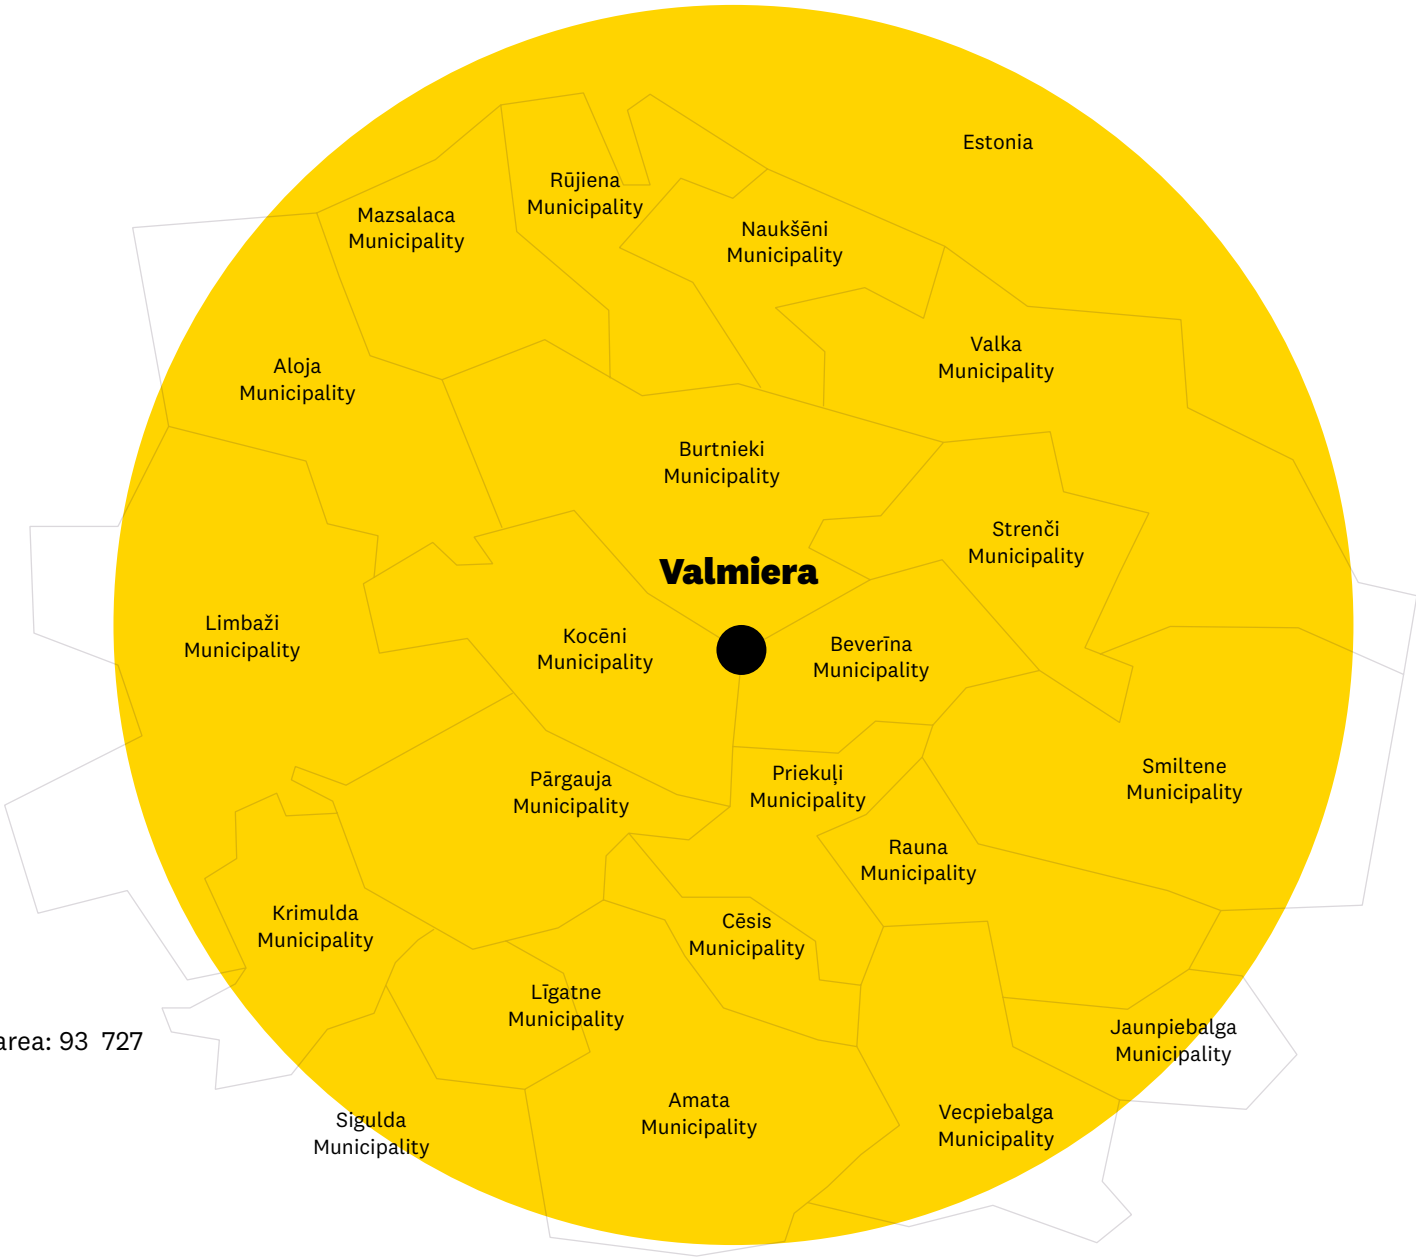 Estonia
Rūjiena
Municipality
Mazsalaca
Municipality
Naukšēni
Municipality
Valka
Municipality
Aloja
Municipality
Burtnieki
Municipality
Strenči
Municipality
Valmiera
Limbaži
Municipality
Kocēni
Municipality
Beverīna
Municipality
Pārgauja
Municipality
Priekuļi
Municipality
Smiltene
Municipality
Rauna
Municipality
Krimulda
Municipality
Cēsis
Municipality
Līgatne
Municipality
area: 93 727
Jaunpiebalga
Municipality
Amata
Municipality
Vecpiebalga
Municipality
Sigulda
Municipality